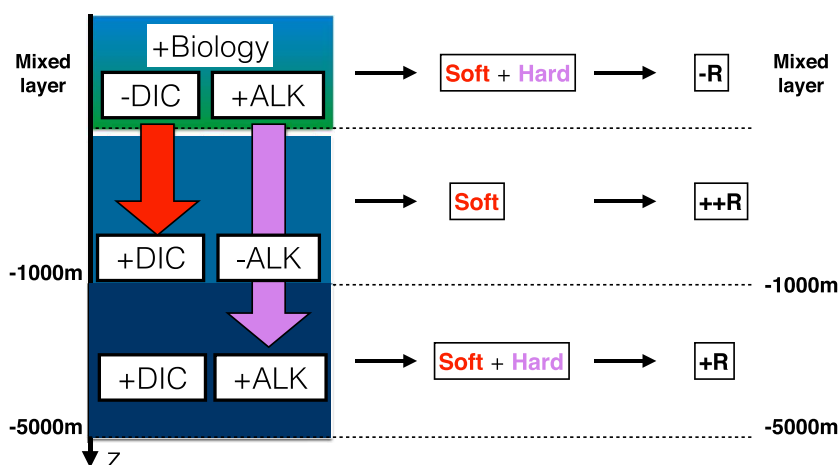 +Biology
Mixed
layer
-DIC
+ALK
Soft + Hard
-R
Mixed
layer
Soft
++R
+DIC
-ALK
-1000m
-1000m
+DIC
+ALK
Soft + Hard
+R
-5000m
-5000m
z